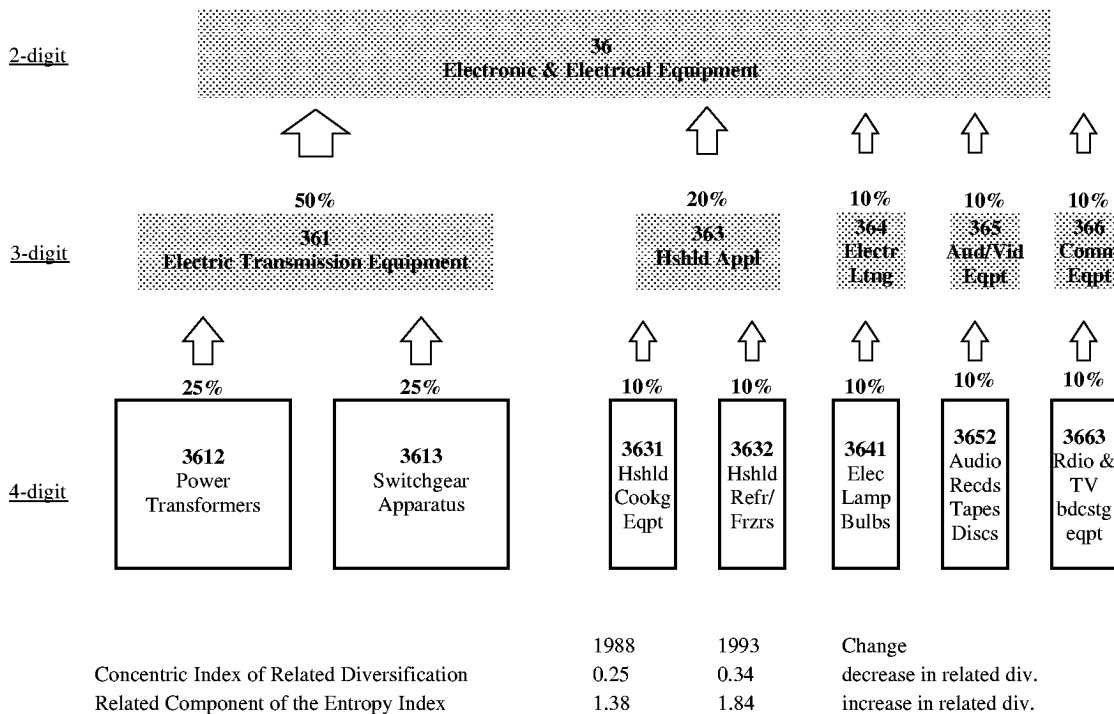 2-digit
36
Electronic & Electrical Equipment
50% 20% 10% 10% 10%
3-digit
361
Electric Transmission Equipment
363
Hshld Appl
364
Electr
Ltng
365
Aud/Vid
Eqpt
366
Comm
Eqpt
25% 25% 10% 10% 10% 10% 10%
4-digit
3612
Power
Transformers
3613
Switchgear
Apparatus
3631
Hshld
Cookg
Eqpt
3632
Hshld
Refr/
Frzrs
3641
Elec
Lamp
Bulbs
3652
Audio
Recds
Tapes
Discs
3663
Rdio &
TV
bdcstg
eqpt
1988 1993 Change
Concentric Index of Related Diversification 0.25 0.34 decrease in related div.
Related Component of the Entropy Index 1.38 1.84 increase in related div.